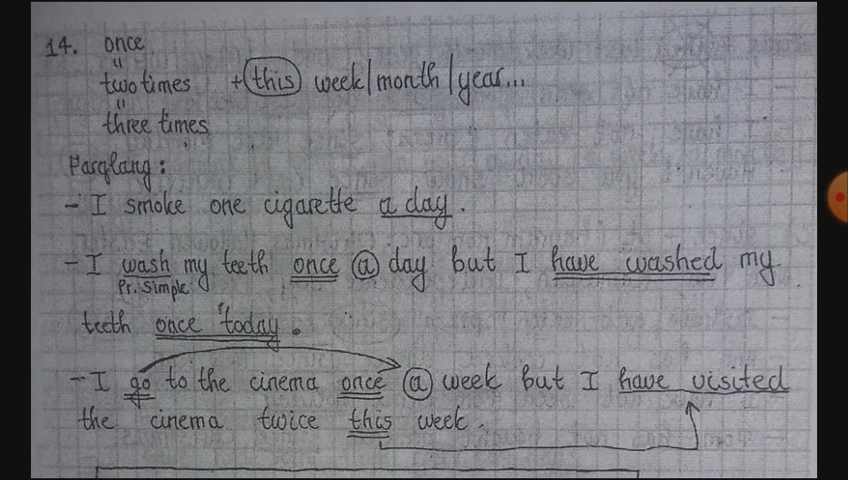 14. once
"
two times + this week/month/year...
"
three times
Parglang:
- I smoke one cigarette a day.
- I wash my teeth once a day but I have washed my
Pr. Simple
teeth once today.
- I go to the cinema once a week but I have visited
the cinema twice this week.